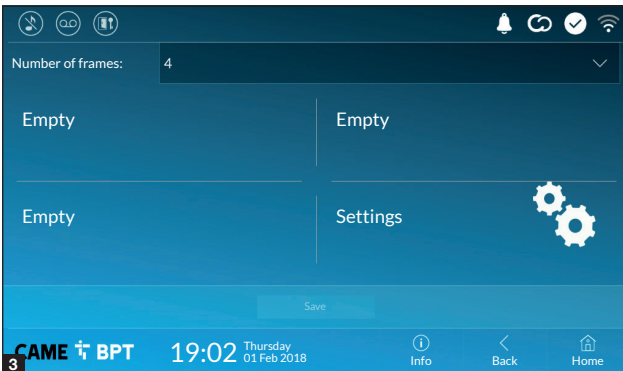 Number of frames: 4
Empty Empty
Empty Settings
Save
CAME BPT 19:02 Thursday
01 Feb 2018
Info Back Home
3